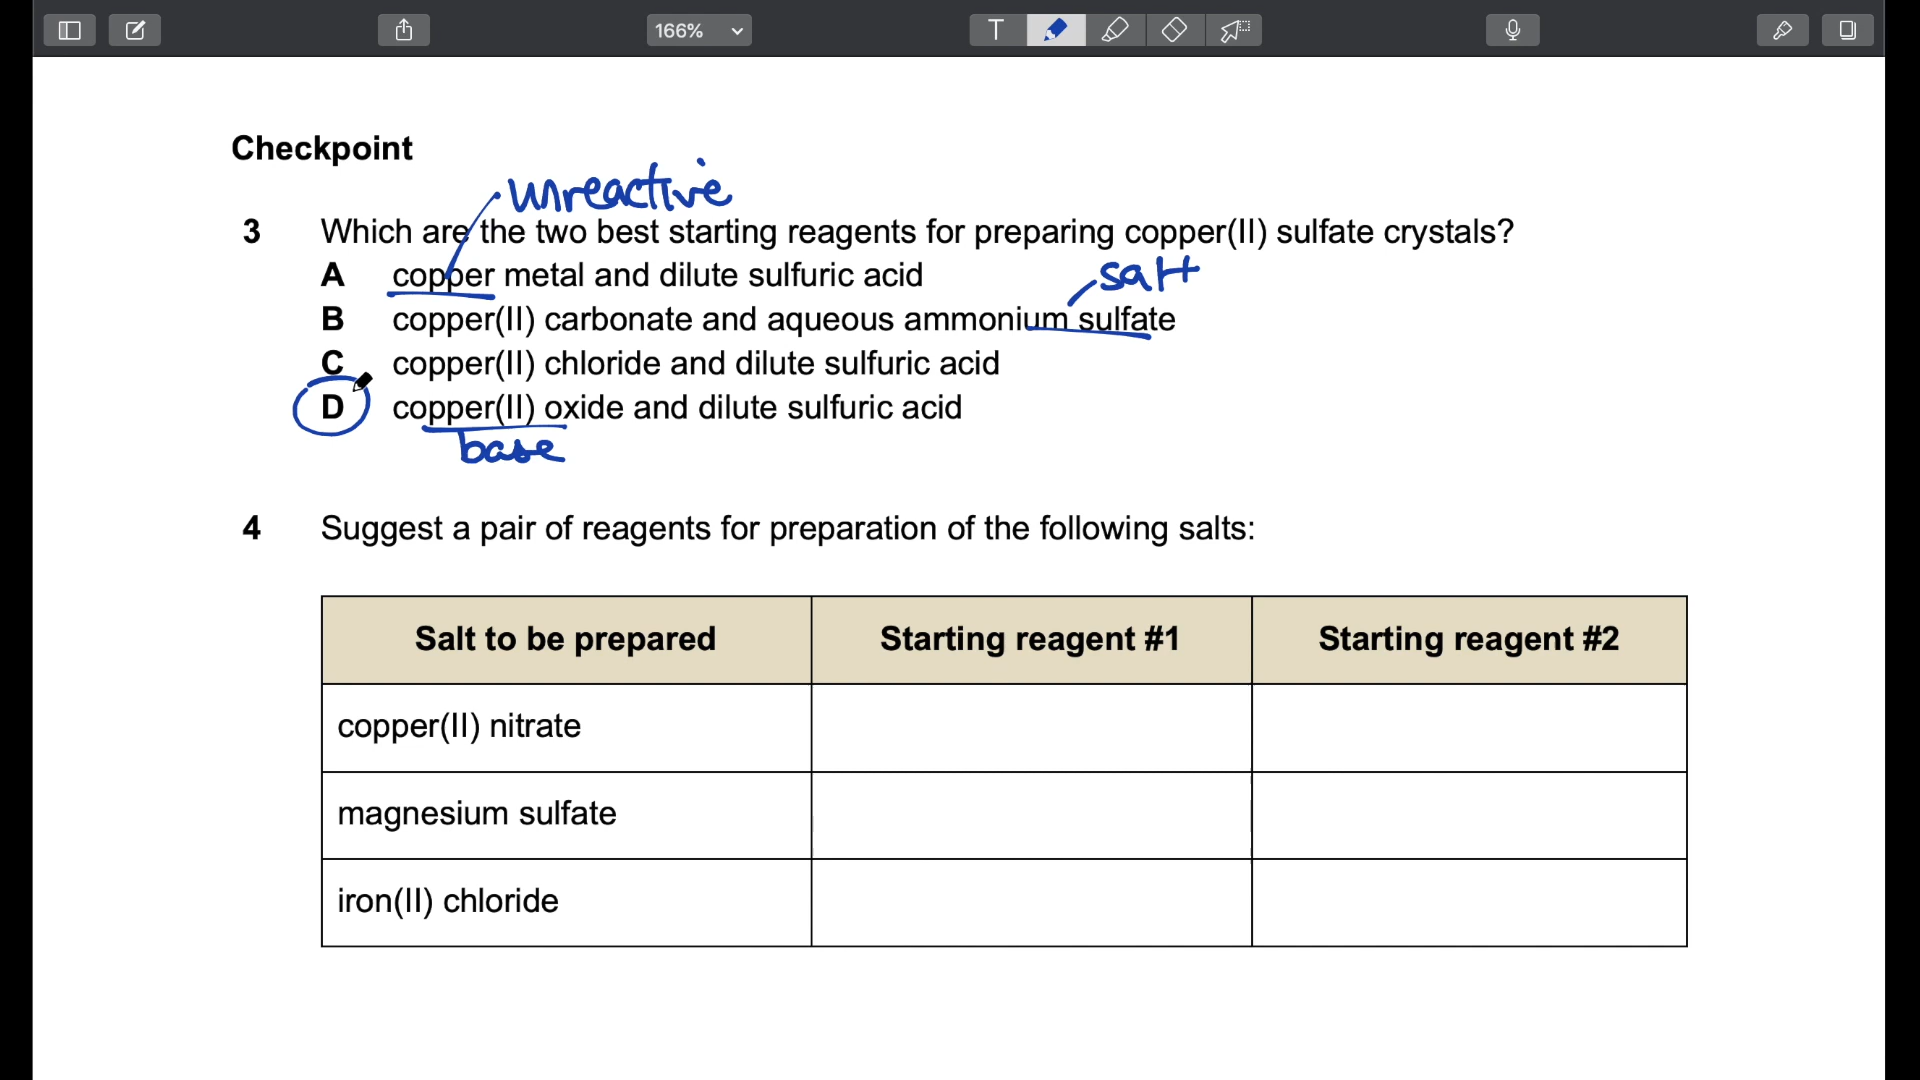 166%
T
Checkpoint
unreactive
3 Which are the two best starting reagents for preparing copper(II) sulfate crystals?
A copper metal and dilute sulfuric acid
salt
B copper(II) carbonate and aqueous ammonium sulfate
C copper(II) chloride and dilute sulfuric acid
D copper(II) oxide and dilute sulfuric acid
base
4 Suggest a pair of reagents for preparation of the following salts:
Salt to be prepared Starting reagent #1 Starting reagent #2
copper(II) nitrate
magnesium sulfate
iron(II) chloride